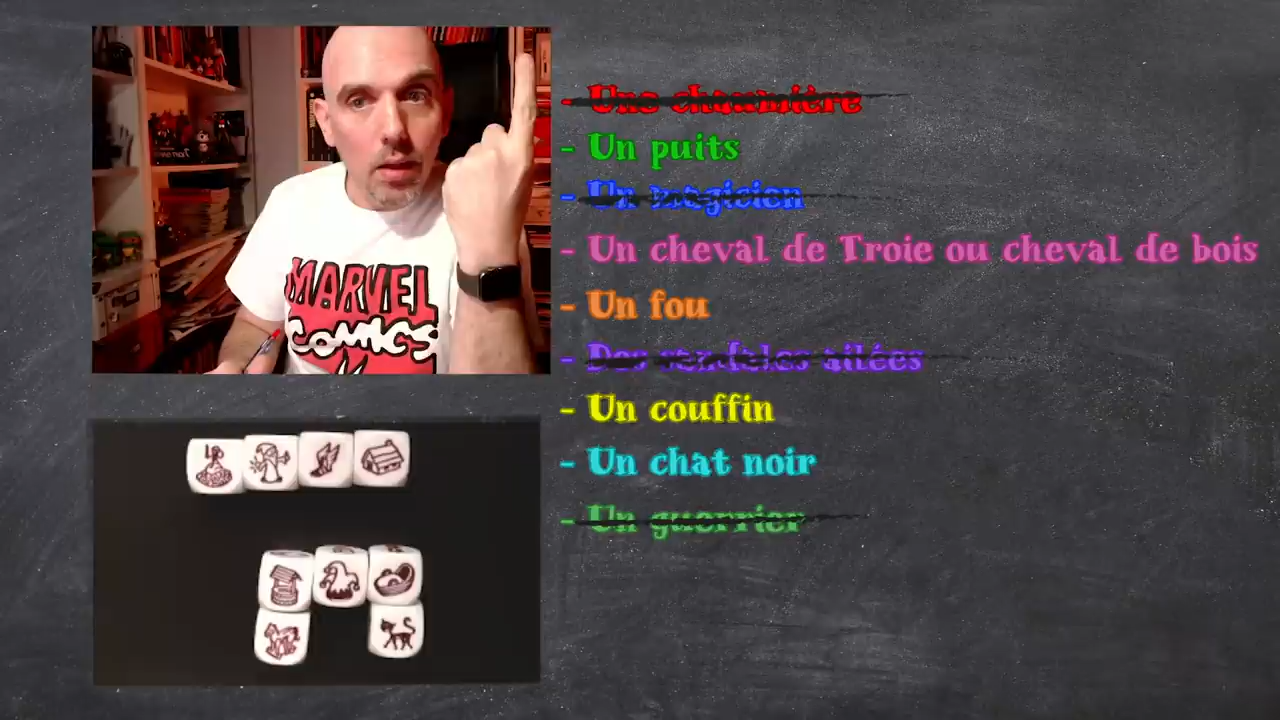 - Une chaumière
- Un puits
- Un magicien
- Un cheval de Troie ou cheval de bois
- Un fou
- Des sandales ailées
- Un couffin
- Un chat noir
- Un guerrier
MARVEL
COMICS